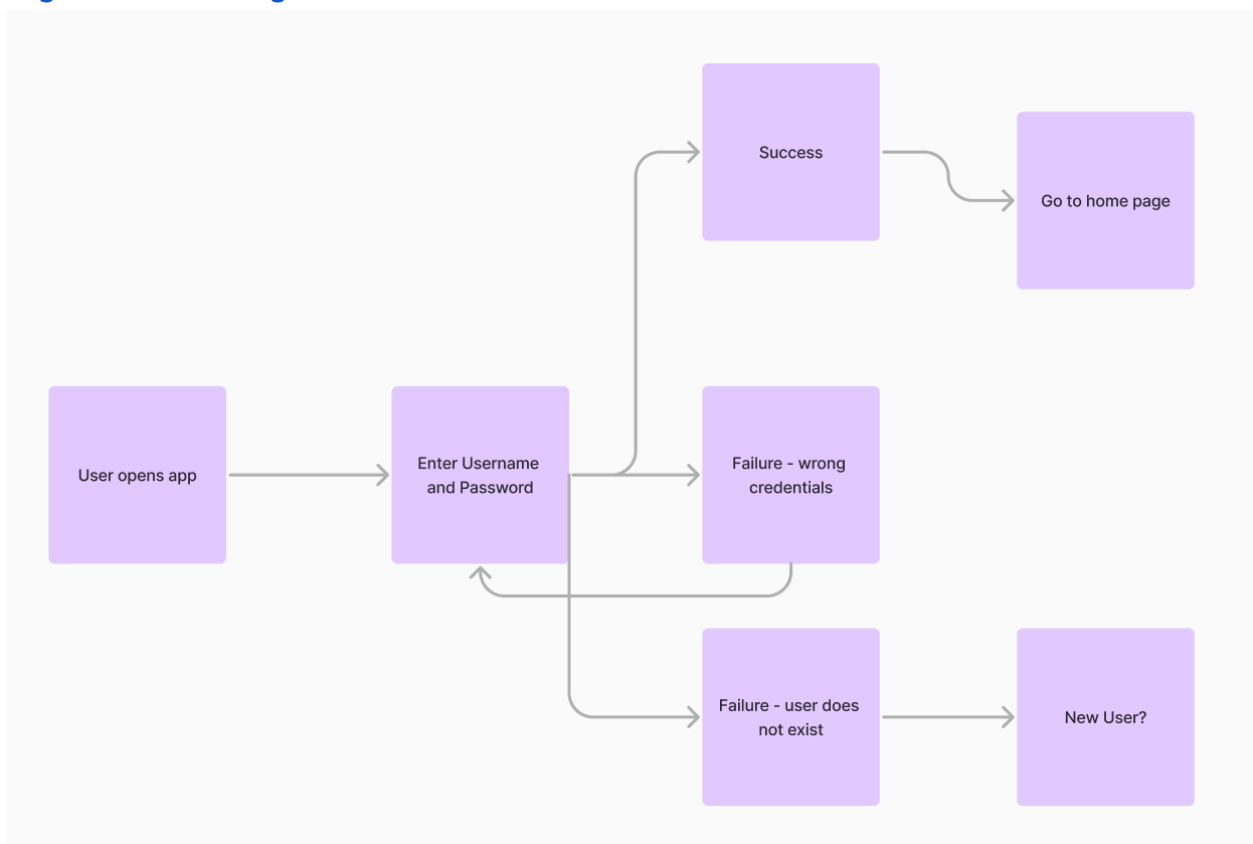 Success
Go to home page
User opens app
Enter Username
and Password
Failure - wrong
credentials
Failure - user does
not exist
New User?